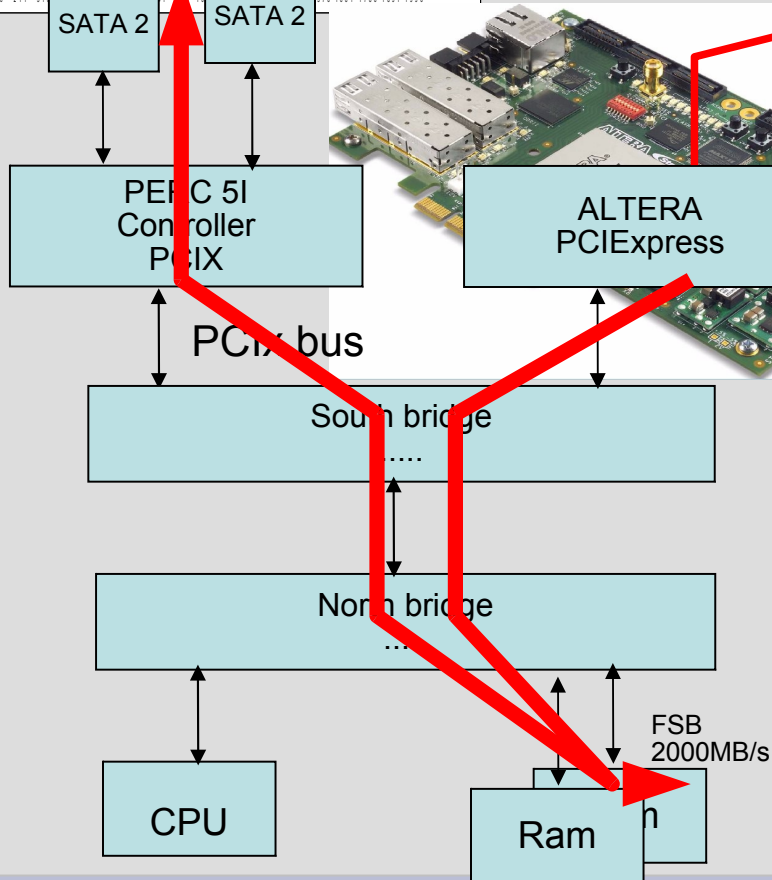 SATA 2
SATA 2
PERC 5I
Controller
PCIX
ALTERA
PCIExpress
PCIx bus
South bridge
.....
North bridge
...
FSB
2000MB/s
CPU
Ram